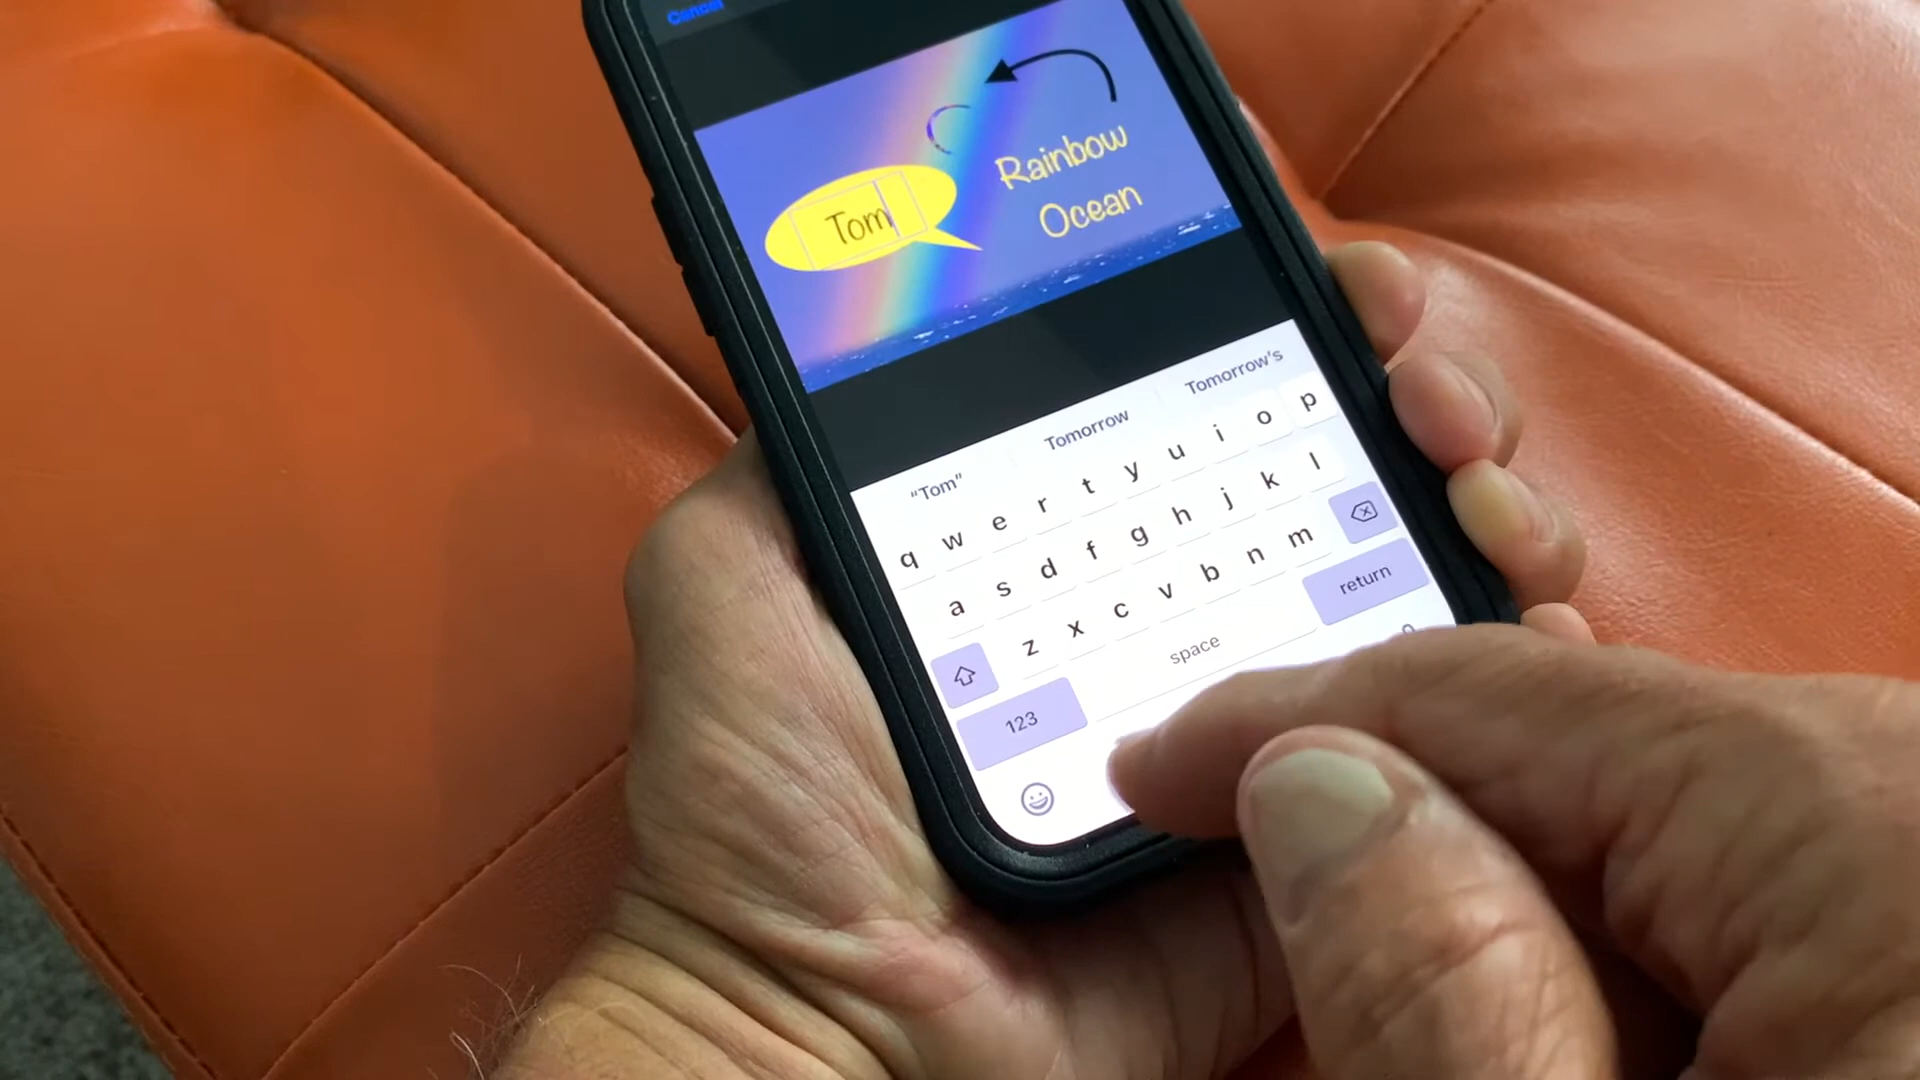 Cancel
Rainbow
Ocean
Tom
“Tom”
Tomorrow
Tomorrow's
q w e r t y u i o p
a s d f g h j k l
z x c v b n m
123
space
return